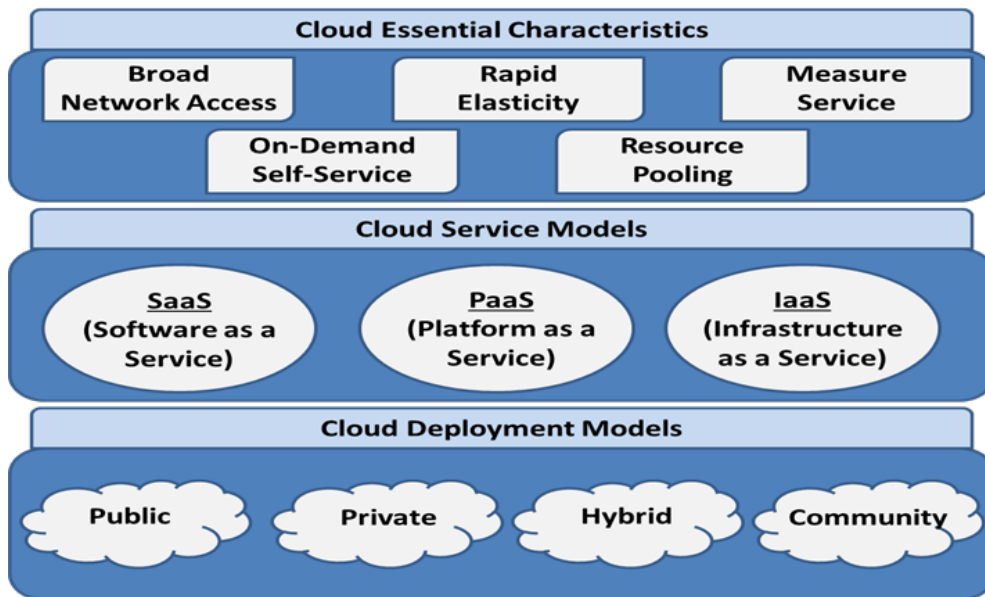 Cloud Essential Characteristics
Broad
Network Access
Rapid
Elasticity
Measure
Service
On-Demand
Self-Service
Resource
Pooling
Cloud Service Models
SaaS
(Software as a
Service)
PaaS
(Platform as a
Service)
IaaS
(Infrastructure
as a Service)
Cloud Deployment Models
Public
Private
Hybrid
Community